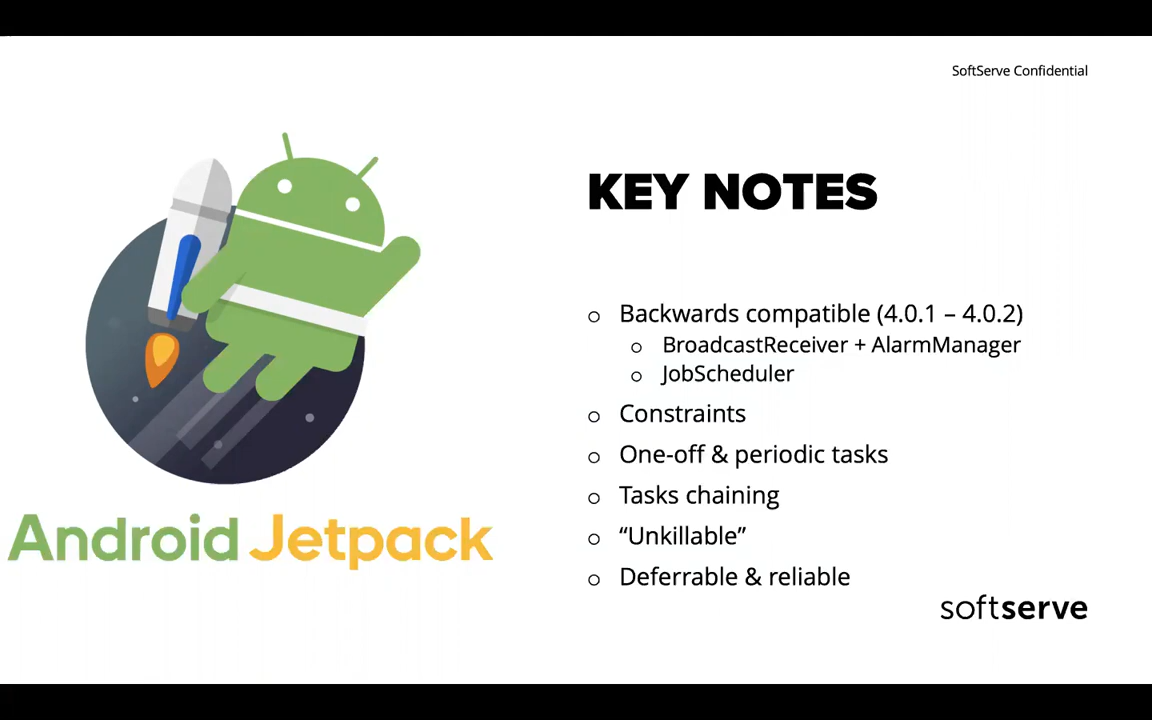 SoftServe Confidential
KEY NOTES
Backwards compatible (4.0.1 – 4.0.2)
BroadcastReceiver + AlarmManager
JobScheduler
Constraints
One-off & periodic tasks
Tasks chaining
“Unkillable”
Deferrable & reliable
Android Jetpack
softserve